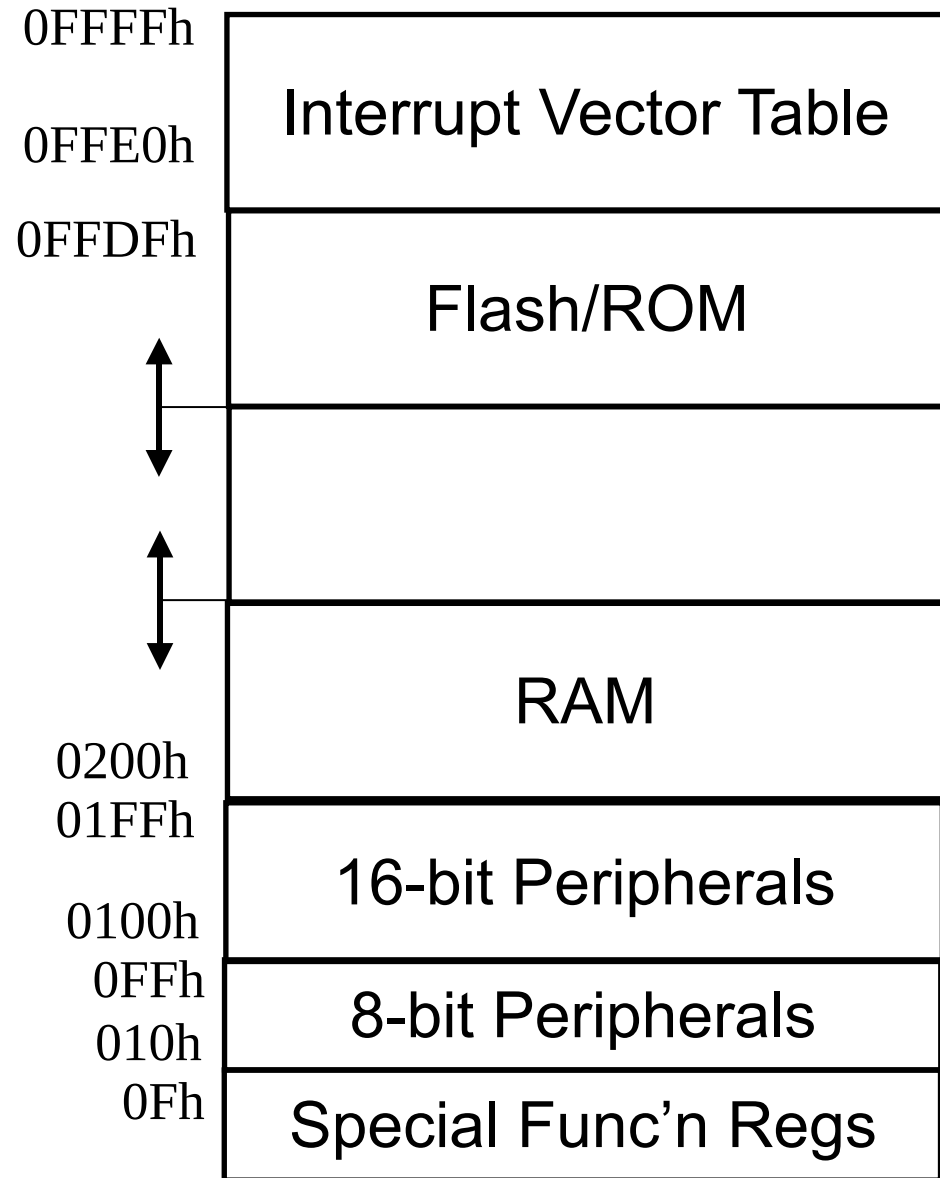 0FFFFh
Interrupt Vector Table
0FFE0h
0FFDFh
Flash/ROM
RAM
0200h
01FFh
16-bit Peripherals
0100h
0FFh
8-bit Peripherals
010h
0Fh
Special Func’n Regs